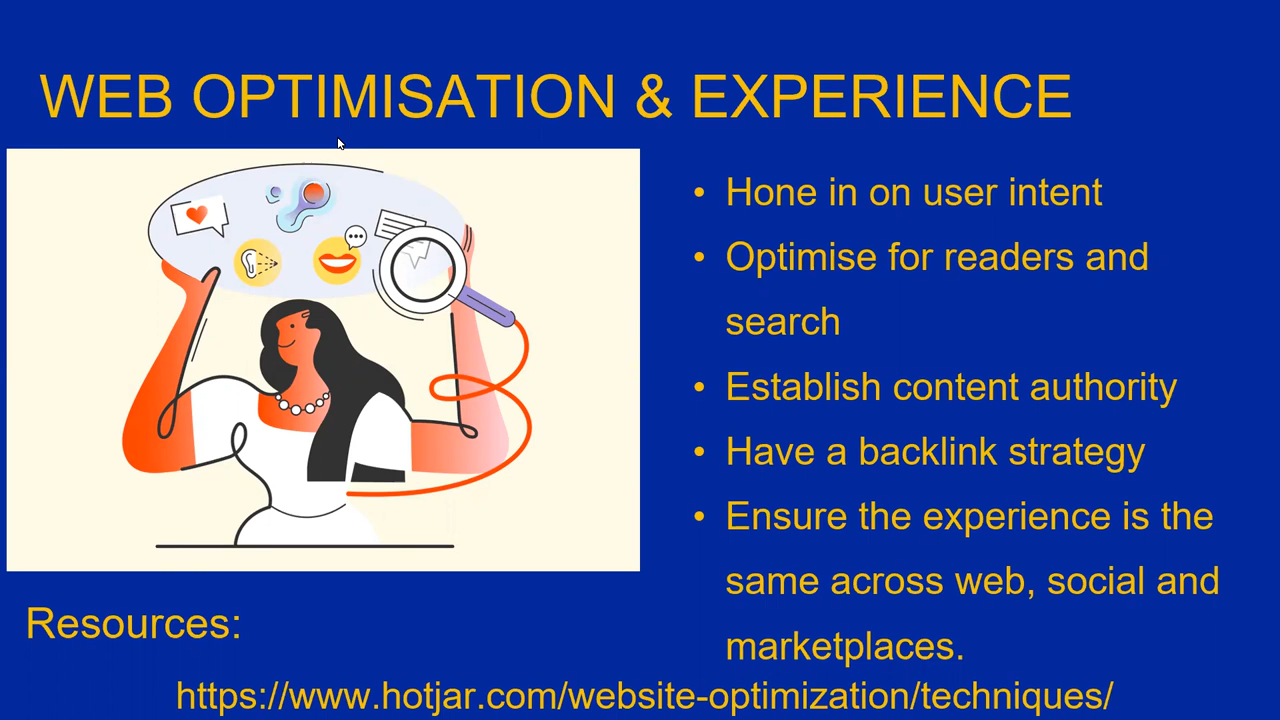 WEB OPTIMISATION & EXPERIENCE
• Hone in on user intent
• Optimise for readers and
search
• Establish content authority
• Have a backlink strategy
• Ensure the experience is the
same across web, social and
marketplaces.
Resources:
https://www.hotjar.com/website-optimization/techniques/